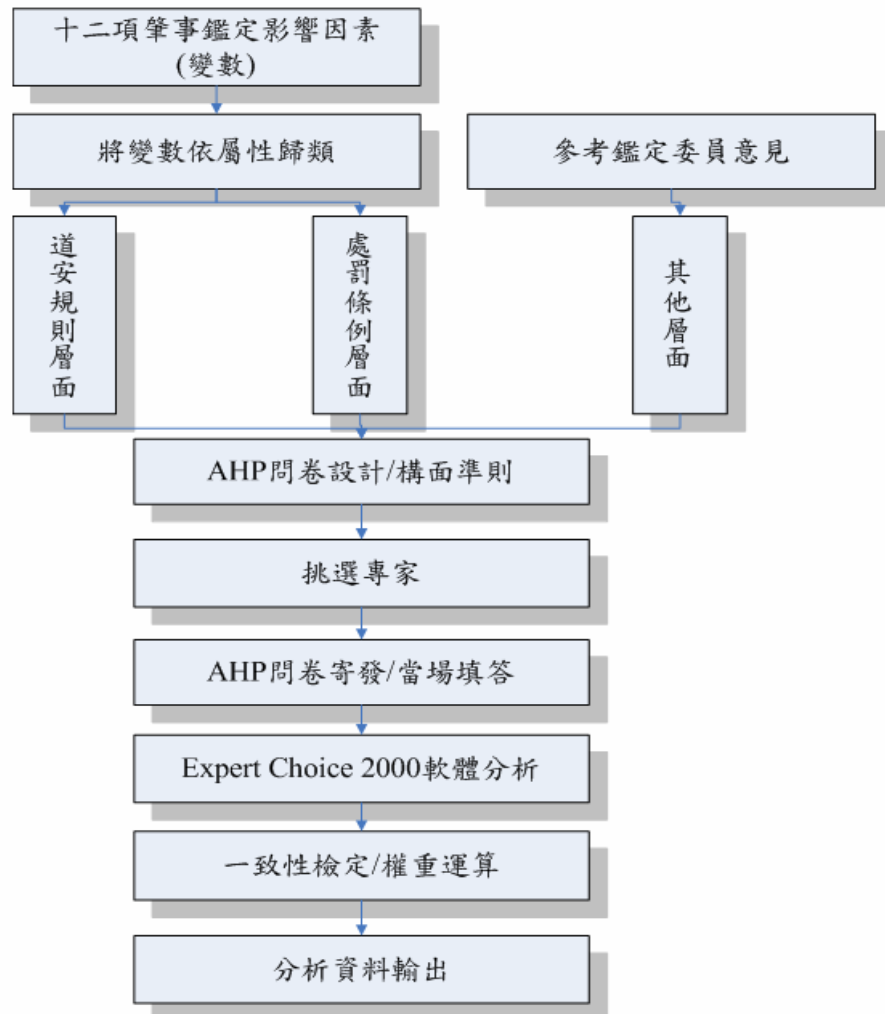 十二項肇事鑑定影響因素
(變數)
將變數依屬性歸類
參考鑑定委員意見
道安規則層面
處罰條例層面
其他層面
AHP問卷設計/構面準則
挑選專家
AHP問卷寄發/當場填答
Expert Choice 2000軟體分析
一致性檢定/權重運算
分析資料輸出